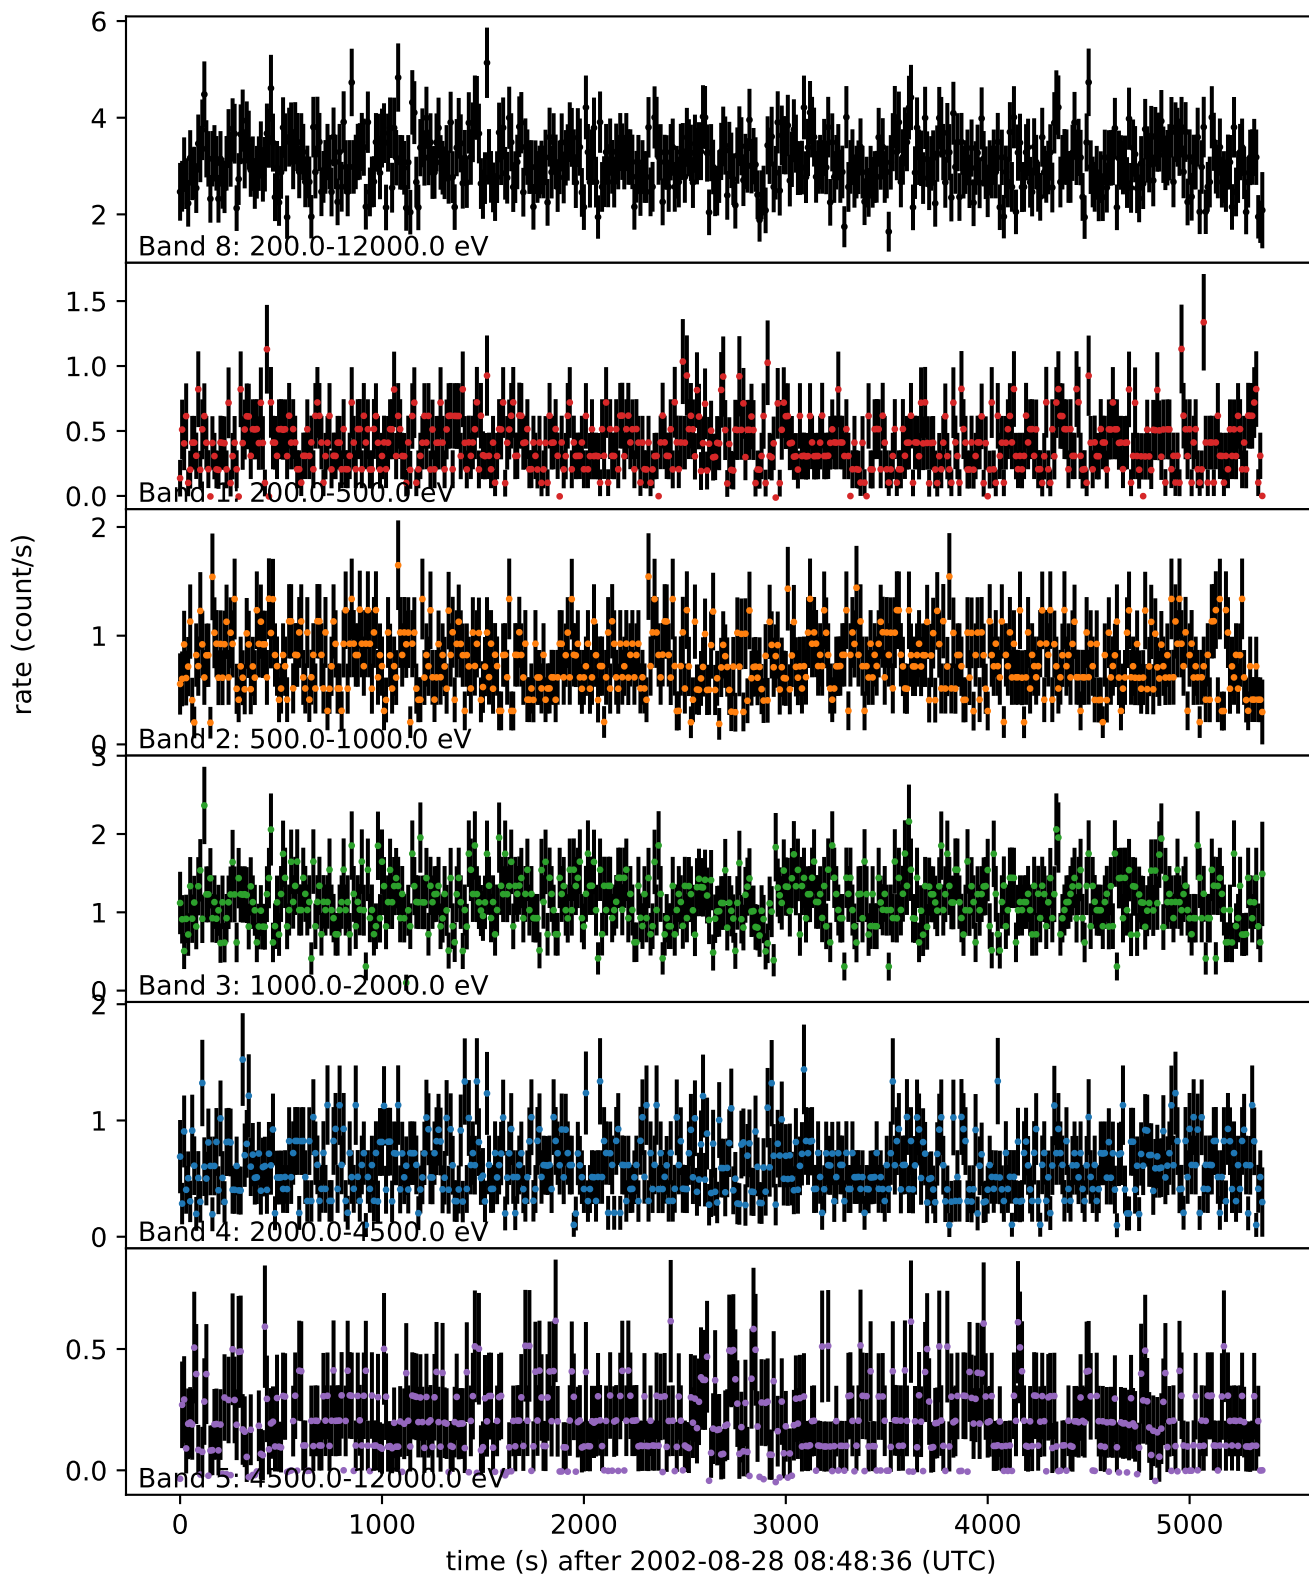 6
4
2
Band 8: 200.0-12000.0 eV
1.5
1.0
0.5
0.0
Band 1: 200.0-500.0 eV
2
1
0
Band 2: 500.0-1000.0 eV
3
2
1
0
Band 3: 1000.0-2000.0 eV
2
1
0
Band 4: 2000.0-4500.0 eV
0.5
0.0
Band 5: 4500.0-12000.0 eV
rate (count/s)
0 1000 2000 3000 4000 5000
time (s) after 2002-08-28 08:48:36 (UTC)